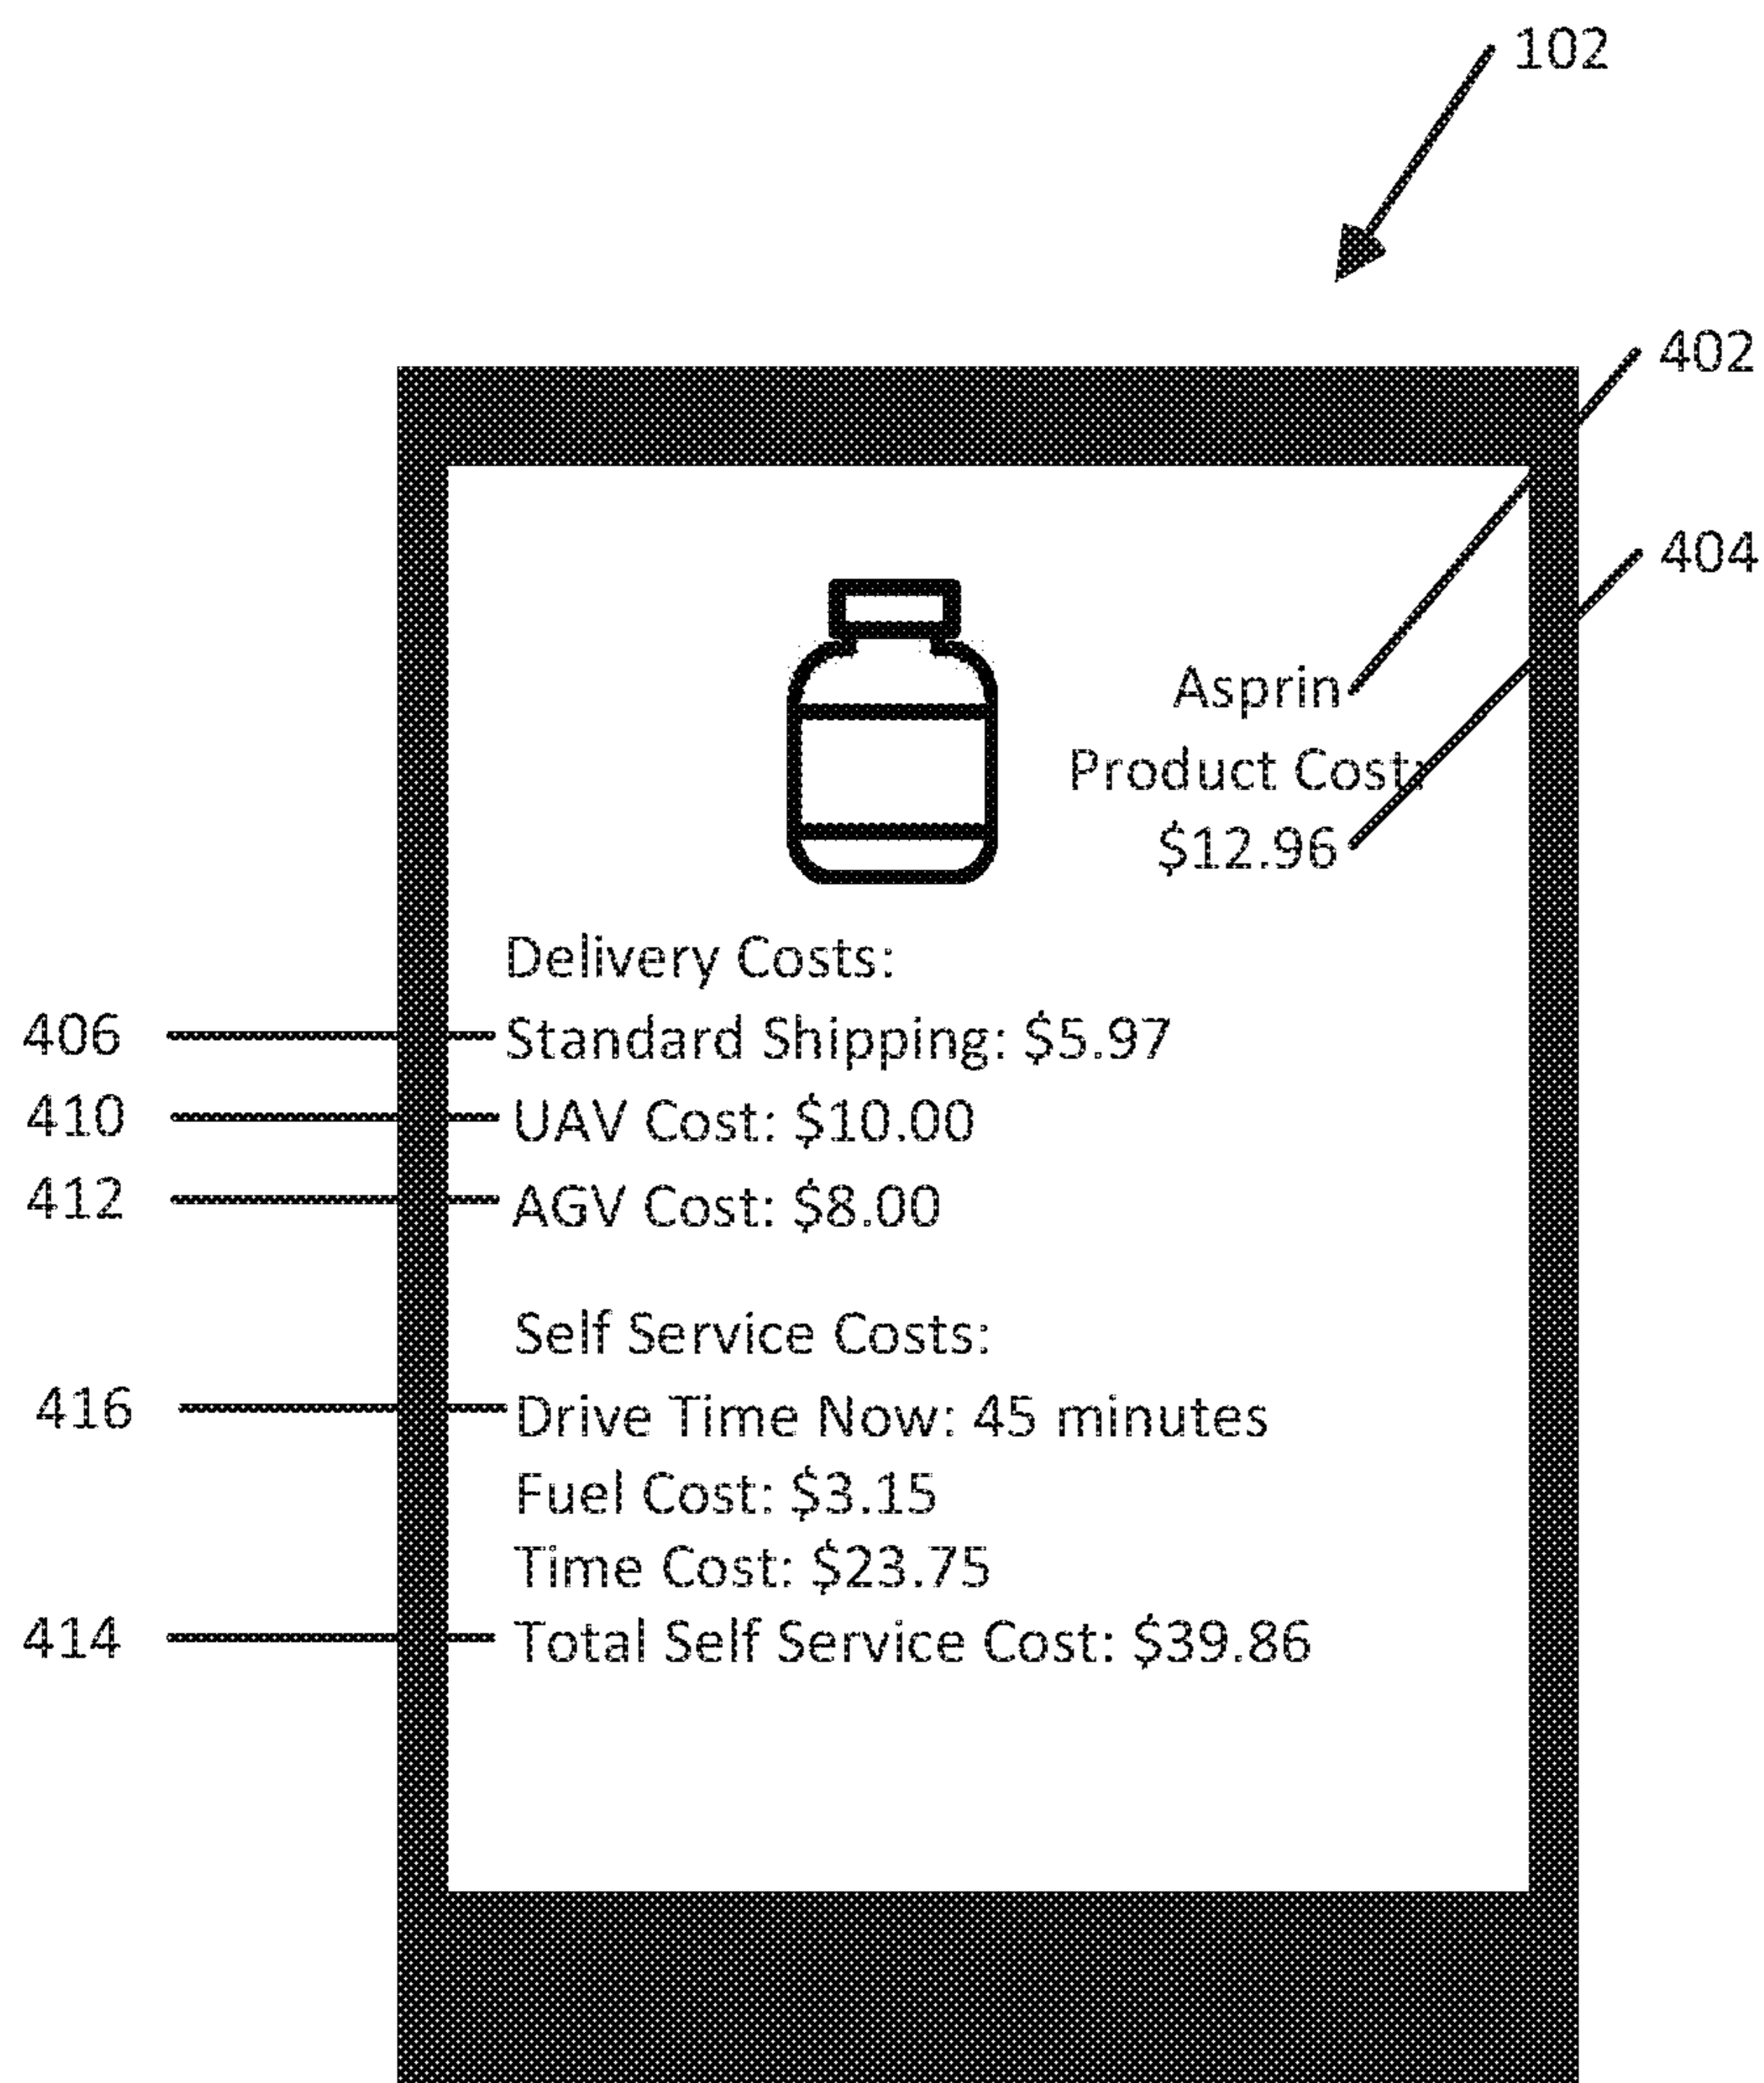 102
402
404
Asprin
Product Cost:
$12.96
Delivery Costs:
406 Standard Shipping: $5.97
410 UAV Cost: $10.00
412 AGV Cost: $8.00
Self Service Costs:
416 Drive Time Now: 45 minutes
Fuel Cost: $3.15
Time Cost: $23.75
414 Total Self Service Cost: $39.86